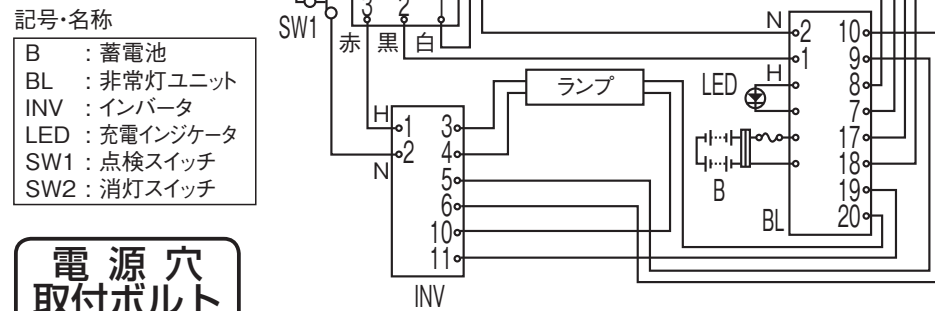 記号・名称
B : 蓄電池
BL : 非常灯ユニット
INV : インバータ
LED : 充電インジケータ
SW1 : 点検スイッチ
SW2 : 消灯スイッチ
電源穴
取付ボルト
SW1
3 2 1
赤 黒 白
ランプ
H 1
N 2
3
4
5
6
10
11
INV
N 2
1
LED H
B
BL
10
9
8
7
17
18
19
20